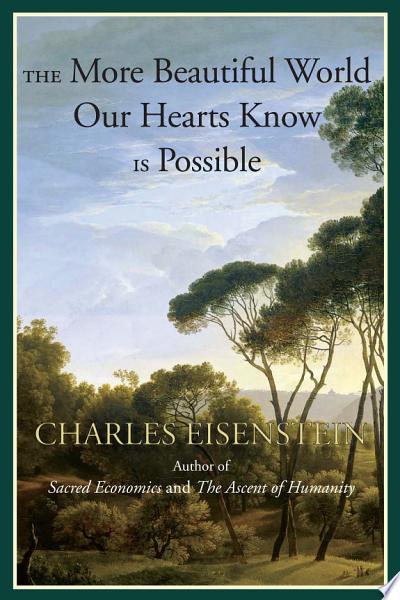 THE More Beautiful World
Our Hearts Know
IS Possible
CHARLES EISENSTEIN
Author of
Sacred Economics and The Ascent of Humanity